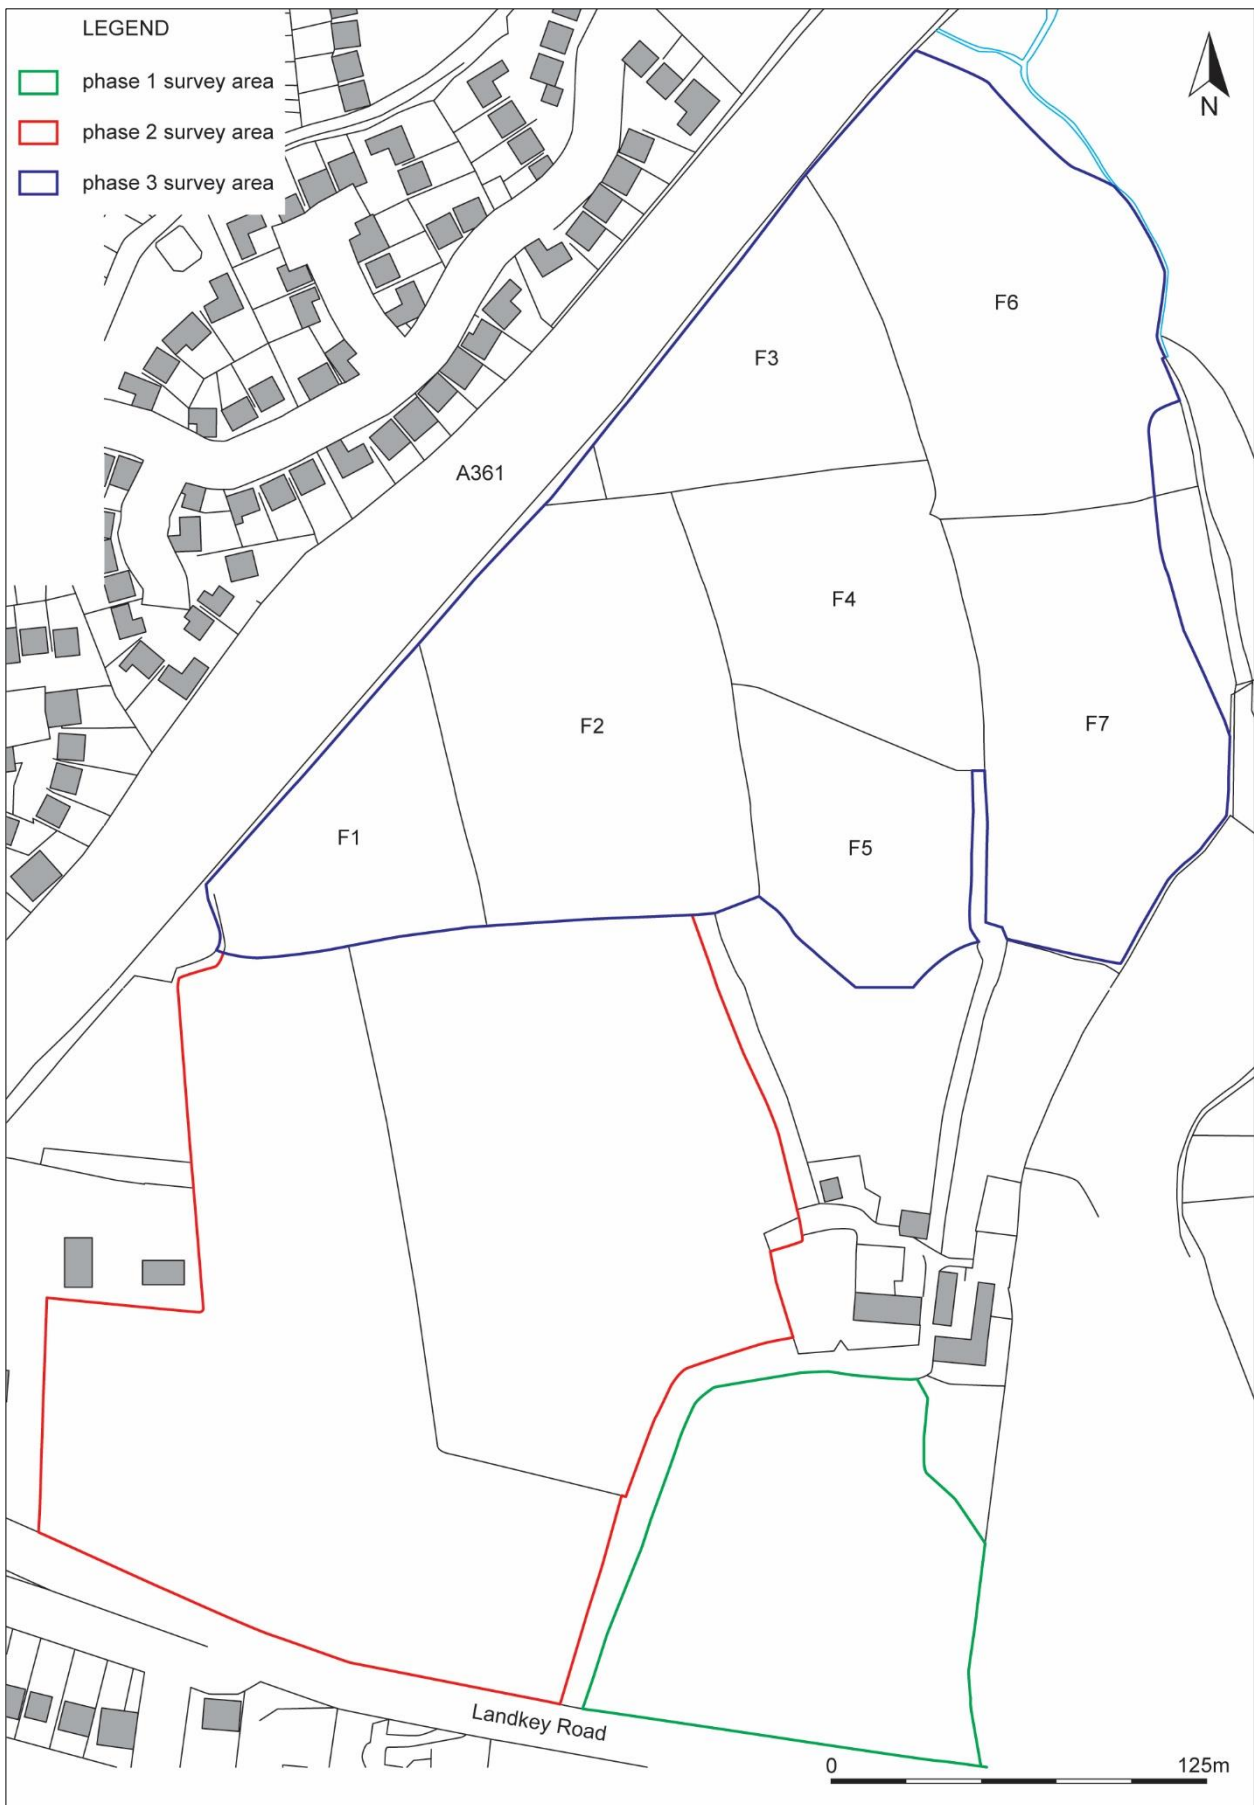 LEGEND
phase 1 survey area
phase 2 survey area
phase 3 survey area
N
F6
F3
A361
F4
F2
F7
F1
F5
Landkey Road
0 125m